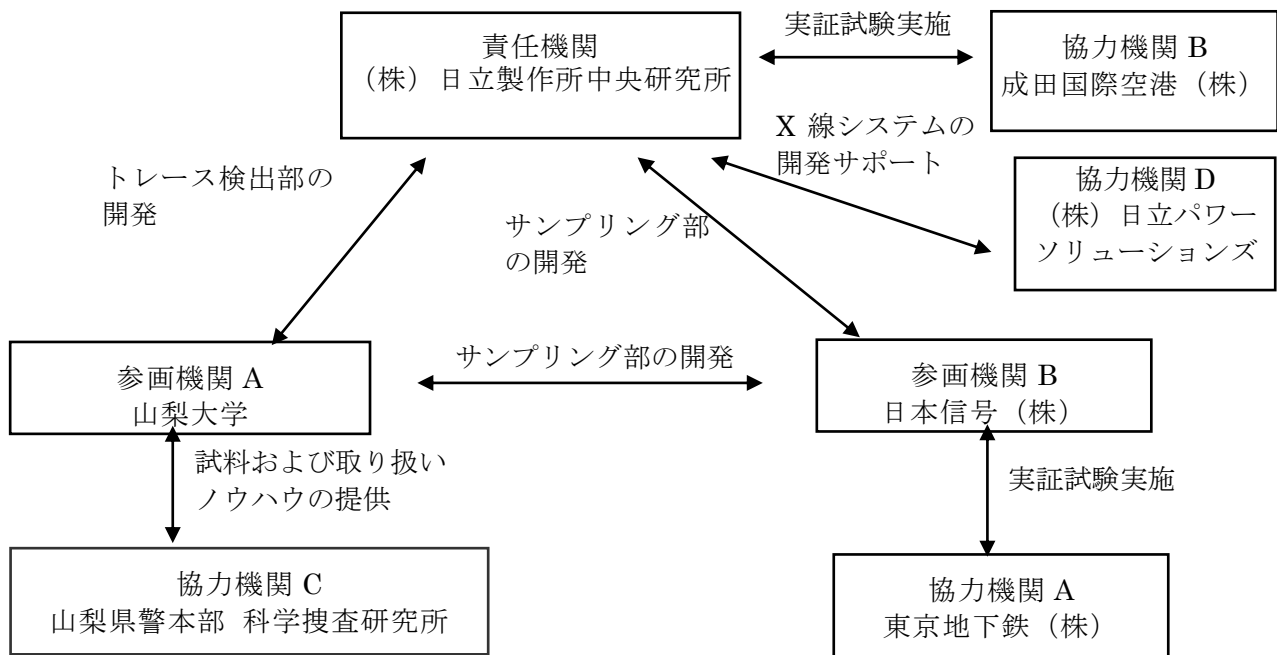 責任機関
（株）日立製作所中央研究所
実証試験実施
協力機関 B
成田国際空港（株）
X 線システムの
開発サポート
協力機関 D
（株）日立パワー
ソリューションズ
トレース検出部の
開発
サンプリング部
の開発
参画機関 A
山梨大学
サンプリング部の開発
参画機関 B
日本信号（株）
試料および取り扱い
ノウハウの提供
実証試験実施
協力機関 C
山梨県警本部 科学捜査研究所
協力機関 A
東京地下鉄（株）